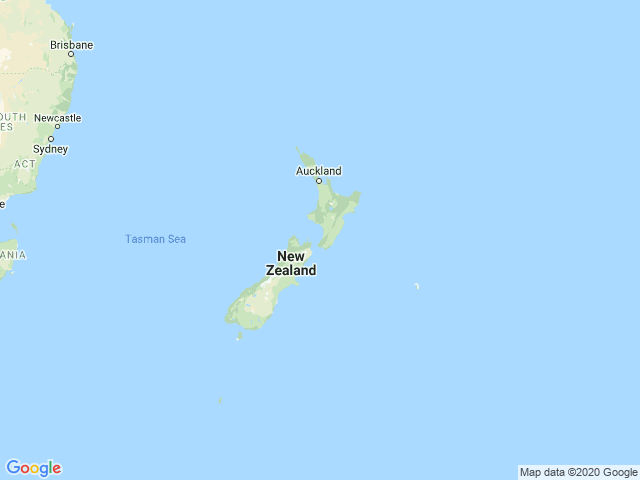 Brisbane
OUTH
ES
Newcastle
Sydney
ACT
e
ANIA
Auckland
Tasman Sea
New
Zealand
Google
Map data ©2020 Google